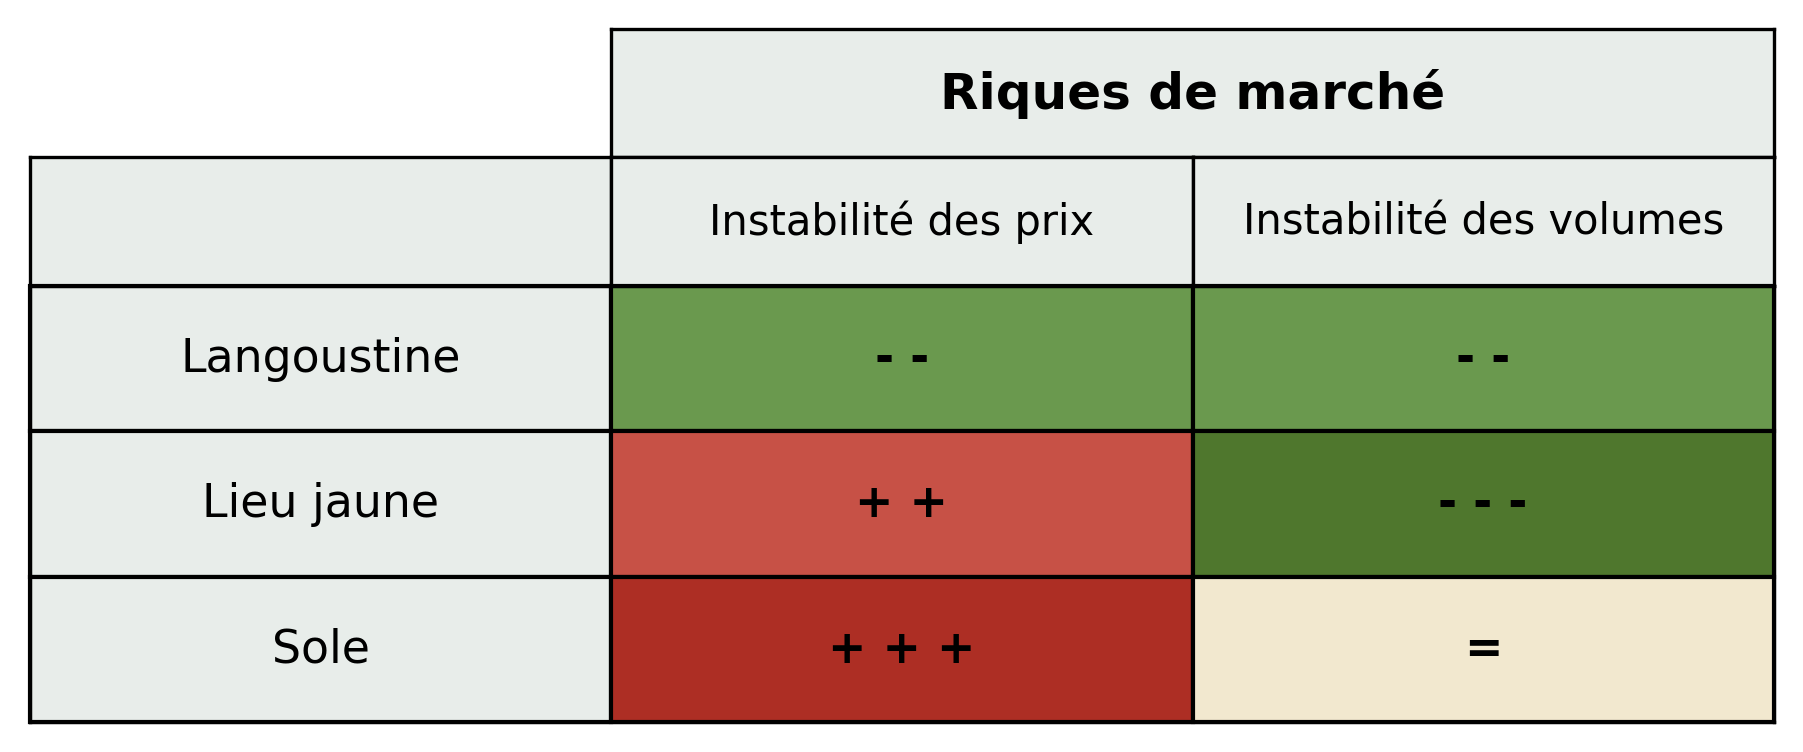 Riques de marché
Instabilité des prix Instabilité des volumes
Langoustine - - - -
Lieu jaune + + - - -
Sole + + + =